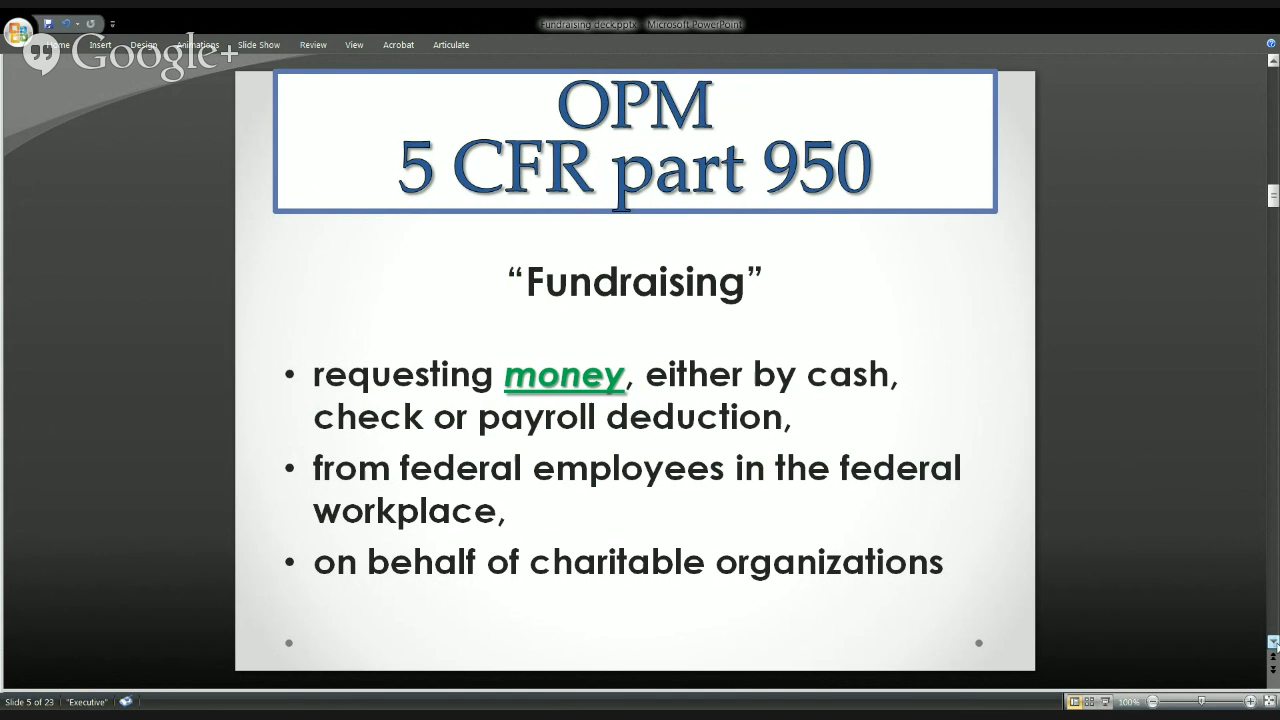 Fundraising deck.pptx - Microsoft PowerPoint
Home Insert Design Animations Slide Show Review View Acrobat Articulate
Google+
OPM
5 CFR part 950
“Fundraising”
• requesting money, either by cash,
check or payroll deduction,
• from federal employees in the federal
workplace,
• on behalf of charitable organizations
Slide 5 of 23 "Executive" 100%